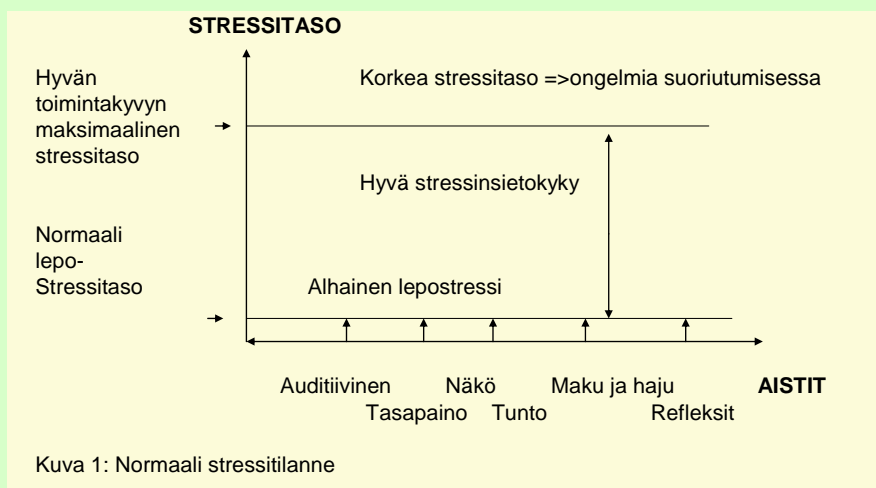 STRESSITASO
Hyvän
toimintakyvyn
maksimaalinen
stressitaso
Korkea stressitaso =>ongelmia suoriutumisessa
Hyvä stressinsietokyky
Normaali
lepo-
Stressitaso
Alhainen lepostressi
Auditiivinen Näkö Maku ja haju AISTIT
Tasapaino Tunto Refleksit
Kuva 1: Normaali stressitilanne